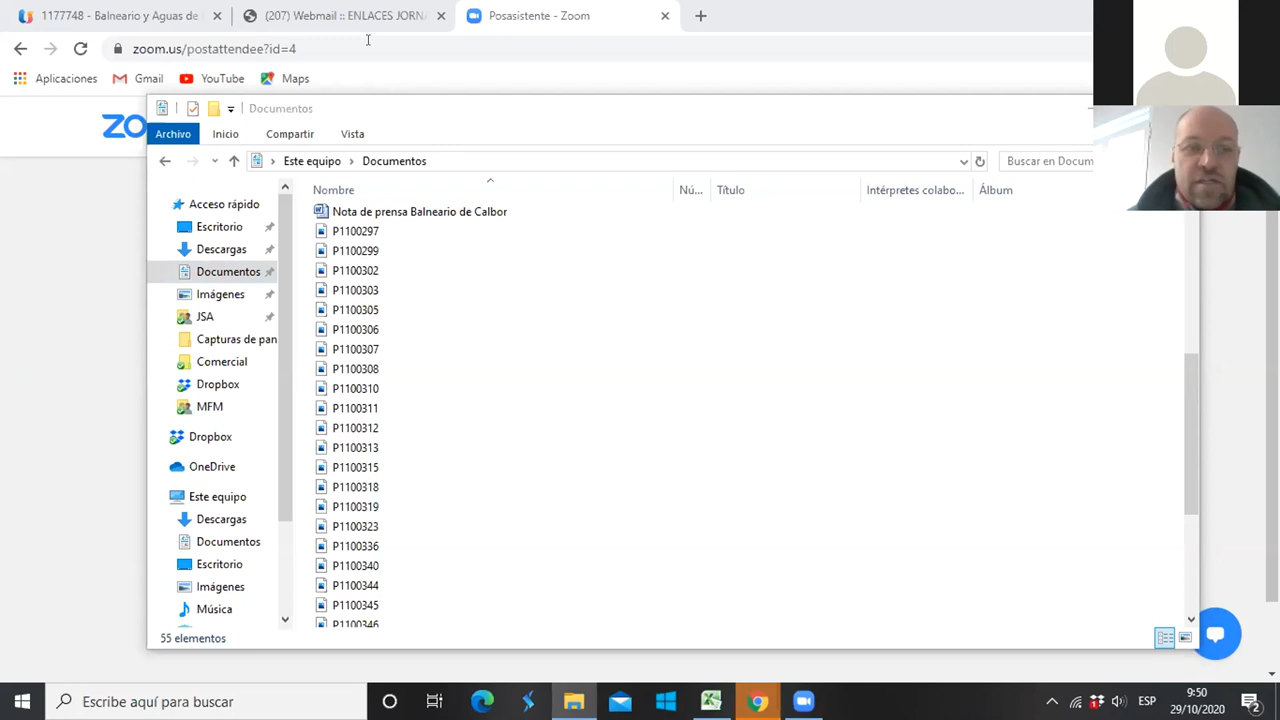 1177748 - Balneario y Aguas de
(207) Webmail :: ENLACES JORNA
Posasistente - Zoom
zoom.us/postattendee?id=4
Aplicaciones
Gmail
YouTube
Maps
Documentos
Archivo
Inicio
Compartir
Vista
Este equipo > Documentos
Buscar en Docum
Nombre
Nú...
Título
Intérpretes colabo...
Álbum
Acceso rápido
Escritorio
Descargas
Documentos
Imágenes
JSA
Capturas de pan
Comercial
Dropbox
MFM
Dropbox
OneDrive
Este equipo
Descargas
Documentos
Escritorio
Imágenes
Música
Nota de prensa Balneario de Calbor
P1100297
P1100299
P1100302
P1100303
P1100305
P1100306
P1100307
P1100308
P1100310
P1100311
P1100312
P1100313
P1100315
P1100318
P1100319
P1100323
P1100336
P1100340
P1100344
P1100345
P1100346
55 elementos
Escribe aquí para buscar
ESP
9:50
29/10/2020
2